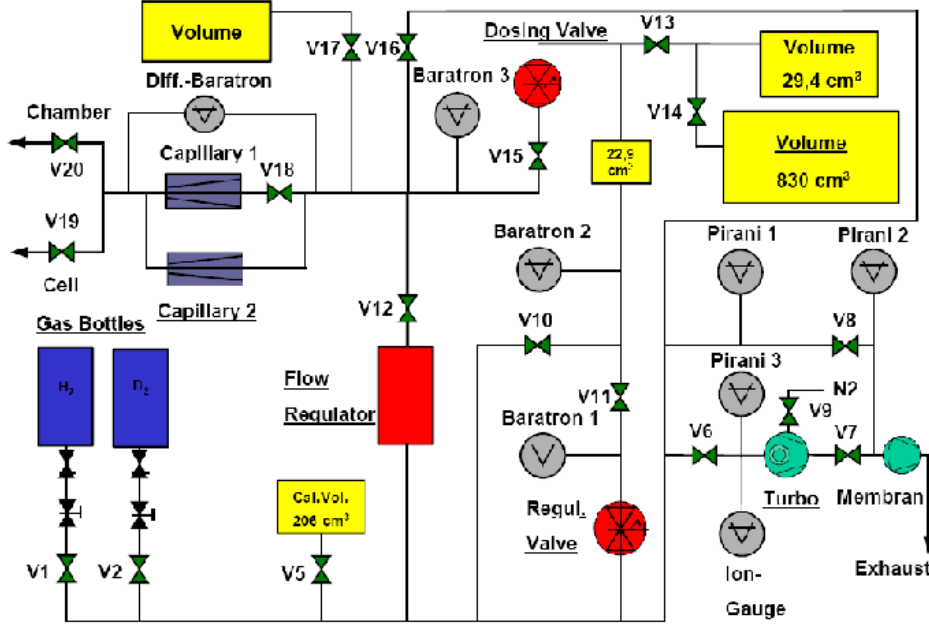 Volume
V17
V16
Dosing Valve
V13
Volume
29,4 cm³
Diff.-Baratron
Baratron 3
Chamber
V14
Capillary 1
V18
V15
22,9
cm³
Volume
830 cm³
V20
V19
Baratron 2
Pirani 1
PIranI 2
Cell
Capillary 2
V12
V10
V8
Gas Bottles
Pirani 3
H₂
D₂
Flow
Regulator
V11
N2
V9
Baratron 1
V6
V7
Cal.Vol.
206 cm³
Regul.
Valve
Turbo
Membran
V1
V2
V5
Ion-
Gauge
Exhaust